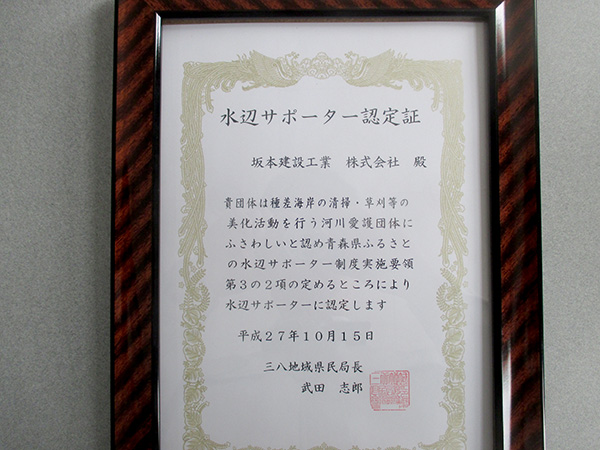 水辺サポーター認定証
坂本建設工業　株式会社　殿
貴団体は種差海岸の清掃・草刈等の
美化活動を行う河川愛護団体に
ふさわしいと認め青森県ふるさと
の水辺サポーター制度実施要領
第３の２項の定めるところにより
水辺サポーターに認定します
平成２７年１０月１５日
三八地域県民局長
武田　志郎